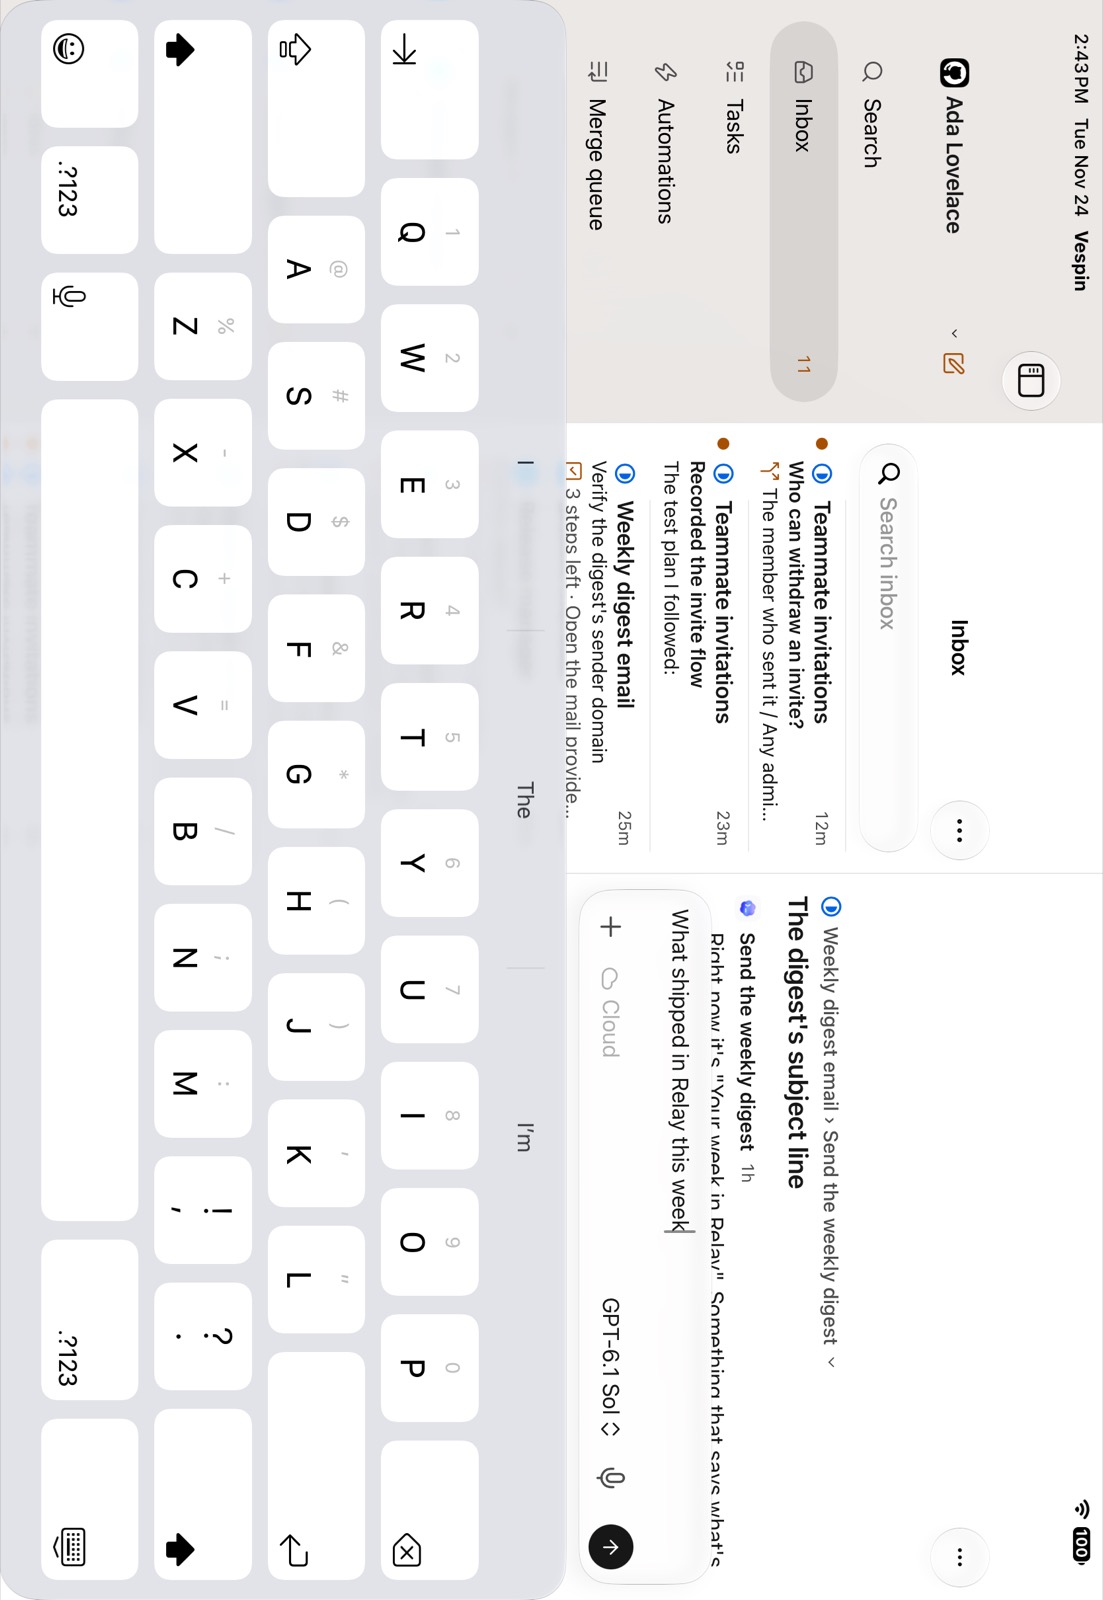 2:43 PM Tue Nov 24 Vespin
100
Ada Lovelace
Search
Inbox 11
Tasks
Automations
Merge queue
Inbox
Search inbox
Teammate invitations 12m
Who can withdraw an invite?
The member who sent it / Any admi...
Teammate invitations 23m
Recorded the invite flow
The test plan I followed:
Weekly digest email 25m
Verify the digest's sender domain
3 steps left · Open the mail provide...
Weekly digest email › Send the weekly digest
The digest's subject line
Send the weekly digest 1h
Right now it's "Your week in Relay". Something that says what's
What shipped in Relay this week
Cloud GPT-6.1 Sol
I The I'm
1 2 3 4 5 6 7 8 9 0
Q W E R T Y U I O P
@ # $ & * ( ) ' "
A S D F G H J K L
% - + = / ; : ! ?
Z X C V B N M , .
.?123 .?123